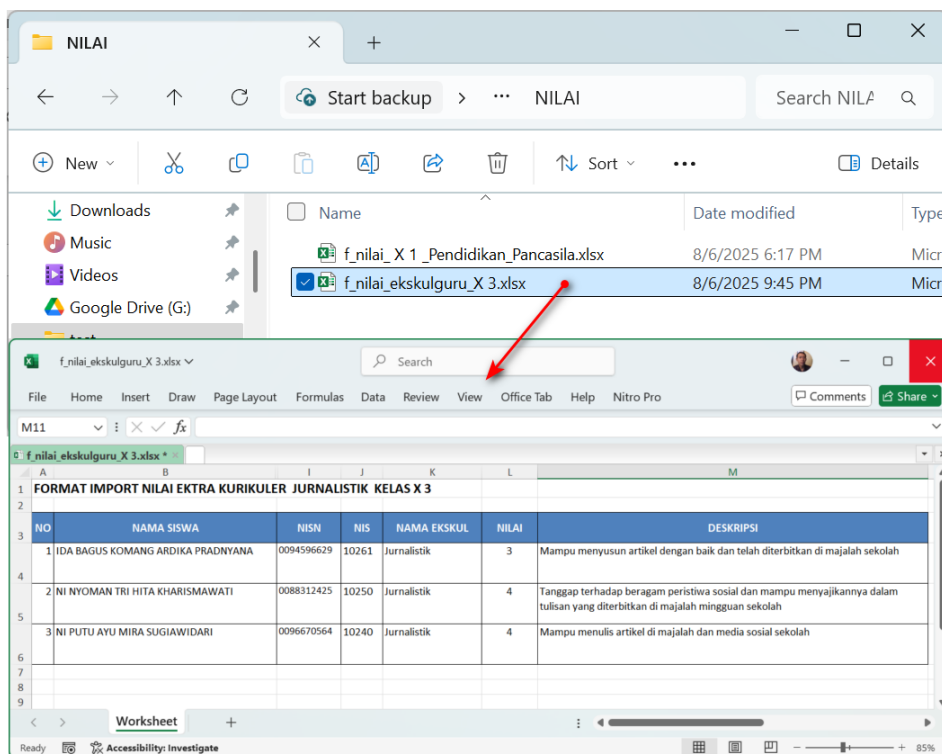 NILAI
Start backup > ... NILAI
Search NILA
New
Sort
Details
Downloads
Music
Videos
Google Drive (G:)
Name Date modified Type
f_nilai_ X 1 _Pendidikan_Pancasila.xlsx 8/6/2025 6:17 PM Micr
f_nilai_ekskulguru_X 3.xlsx 8/6/2025 9:45 PM Micr
f_nilai_ekskulguru_X 3.xlsx
Search
File Home Insert Draw Page Layout Formulas Data Review View Office Tab Help Nitro Pro
Comments Share
M11 fx
f_nilai_ekskulguru_X 3.xlsx *
A B I J K L M
1 FORMAT IMPORT NILAI EKTRA KURIKULER JURNALISTIK KELAS X 3
2
3 NO NAMA SISWA NISN NIS NAMA EKSKUL NILAI DESKRIPSI
1 IDA BAGUS KOMANG ARDIKA PRADNYANA 0094596629 10261 Jurnalistik 3 Mampu menyusun artikel dengan baik dan telah diterbitkan di majalah sekolah
4
2 NI NYOMAN TRI HITA KHARISMAWATI 0088312425 10250 Jurnalistik 4 Tanggap terhadap beragam peristiwa sosial dan mampu menyajikannya dalam
tulisan yang diterbitkan di majalah mingguan sekolah
5
3 NI PUTU AYU MIRA SUGIAWIDARI 0096670564 10240 Jurnalistik 4 Mampu menulis artikel di majalah dan media sosial sekolah
6
7
8
9
Worksheet
Ready Accessibility: Investigate 85%